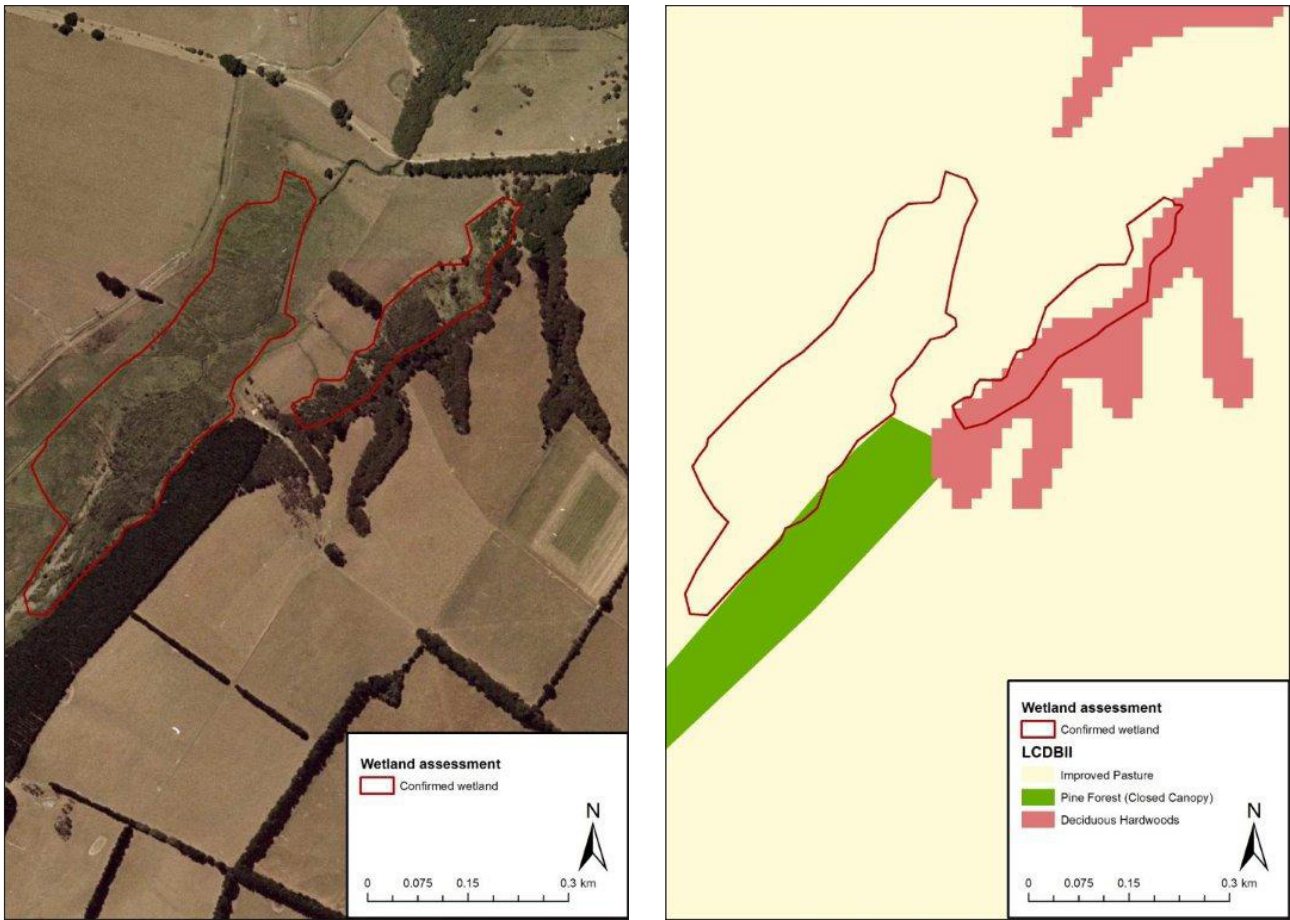 Wetland assessment
Confirmed wetland
N
0 0.075 0.15 0.3 km
Wetland assessment
Confirmed wetland
LCDBII
Improved Pasture
Pine Forest (Closed Canopy)
Deciduous Hardwoods
N
0 0.075 0.15 0.3 km